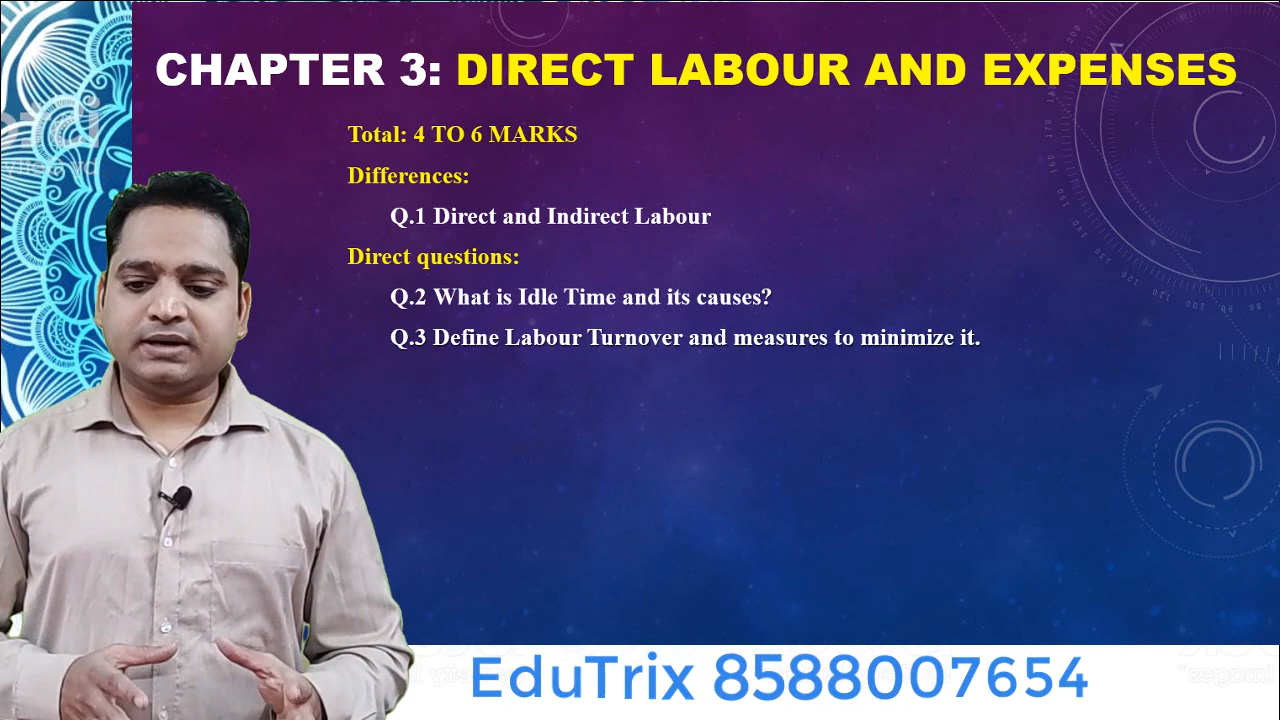 CHAPTER 3: DIRECT LABOUR AND EXPENSES
Total: 4 TO 6 MARKS
Differences:
Q.1 Direct and Indirect Labour
Direct questions:
Q.2 What is Idle Time and its causes?
Q.3 Define Labour Turnover and measures to minimize it.
EduTrix 8588007654